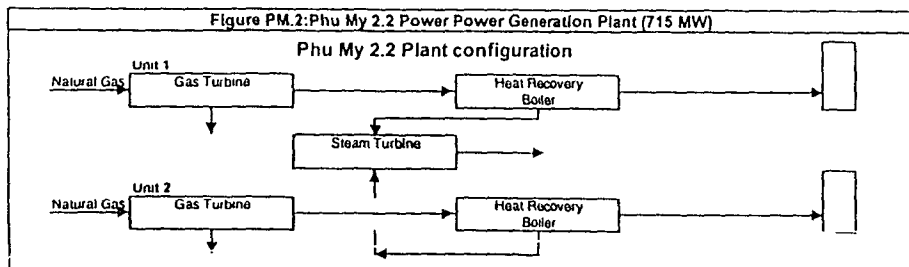 Figure PM.2:Phu My 2.2 Power Power Generation Plant (715 MW)
Phu My 2.2 Plant configuration
Unit 1
Natural Gas
Gas Turbine
Heat Recovery
Boiler
Steam Turbine
Unit 2
Natural Gas
Gas Turbine
Heat Recovery
Boiler